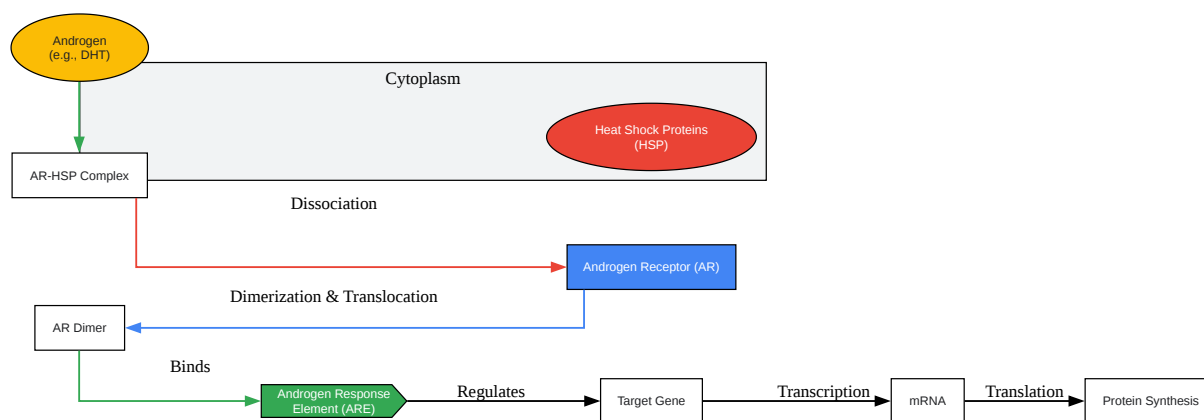 Androgen
(e.g., DHT)
Cytoplasm
Heat Shock Proteins
(HSP)
AR-HSP Complex
Dissociation
Androgen Receptor (AR)
Dimerization & Translocation
AR Dimer
Binds
Androgen Response
Element (ARE)
Regulates
Target Gene
Transcription
mRNA
Translation
Protein Synthesis